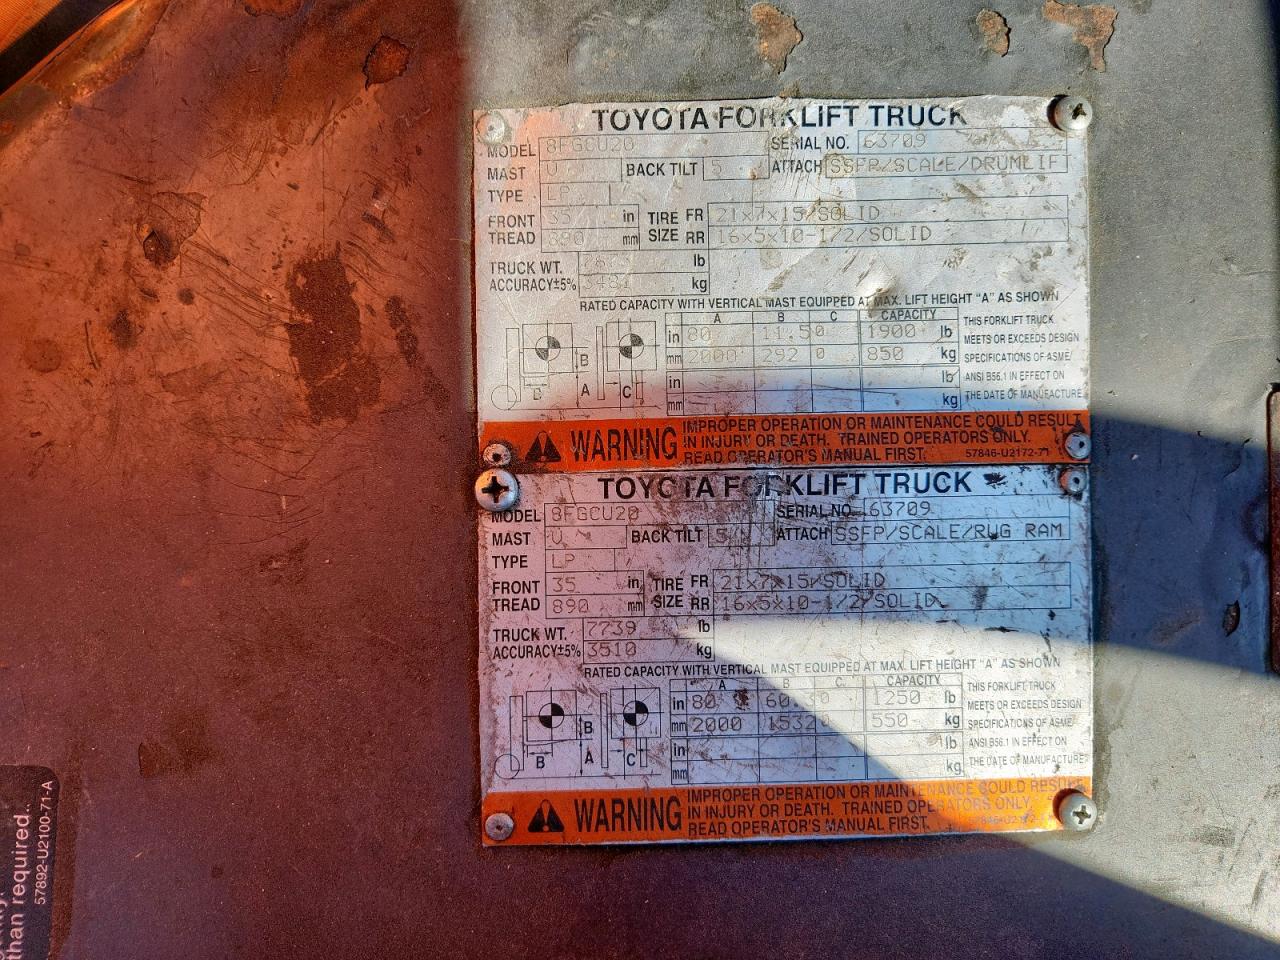 TOYOTA FORKLIFT TRUCK
MODEL 8FGCU20 SERIAL NO. 63709
MAST V BACK TILT 5 ATTACH SSFP/SCALE/DRUMLIFT
TYPE LP
FRONT 35 in TIRE FR 21x7x15/SOLID
TREAD 890 mm SIZE RR 16x5x10-1/2/SOLID
TRUCK WT. lb
ACCURACY±5% kg
RATED CAPACITY WITH VERTICAL MAST EQUIPPED AT MAX. LIFT HEIGHT "A" AS SHOWN
A B C CAPACITY
in 80 11.5 0 1900 lb
mm 2000 292 0 850 kg
in lb
mm kg
B A C
B
THIS FORKLIFT TRUCK
MEETS OR EXCEEDS DESIGN
SPECIFICATIONS OF ASME/
ANSI B56.1 IN EFFECT ON
THE DATE OF MANUFACTURE.
WARNING
IMPROPER OPERATION OR MAINTENANCE COULD RESULT
IN INJURY OR DEATH. TRAINED OPERATORS ONLY.
READ OPERATOR'S MANUAL FIRST. 57846-U2172-71
TOYOTA FORKLIFT TRUCK
MODEL 8FGCU20 SERIAL NO. 63709
MAST V BACK TILT 5 ATTACH SSFP/SCALE/RUG RAM
TYPE LP
FRONT 35 in TIRE FR 21x7x15/SOLID
TREAD 890 mm SIZE RR 16x5x10-1/2/SOLID
TRUCK WT. 7739 lb
ACCURACY±5% 3510 kg
RATED CAPACITY WITH VERTICAL MAST EQUIPPED AT MAX. LIFT HEIGHT "A" AS SHOWN
A B C CAPACITY
in 80 0 1250 lb
mm 2000 1532 0 550 kg
in lb
mm kg
B A C
B
THIS FORKLIFT TRUCK
MEETS OR EXCEEDS DESIGN
SPECIFICATIONS OF ASME/
ANSI B56.1 IN EFFECT ON
THE DATE OF MANUFACTURE.
WARNING
IMPROPER OPERATION OR MAINTENANCE COULD RESULT
IN INJURY OR DEATH. TRAINED OPERATORS ONLY.
READ OPERATOR'S MANUAL FIRST.
than required.
57892-U2100-71-A